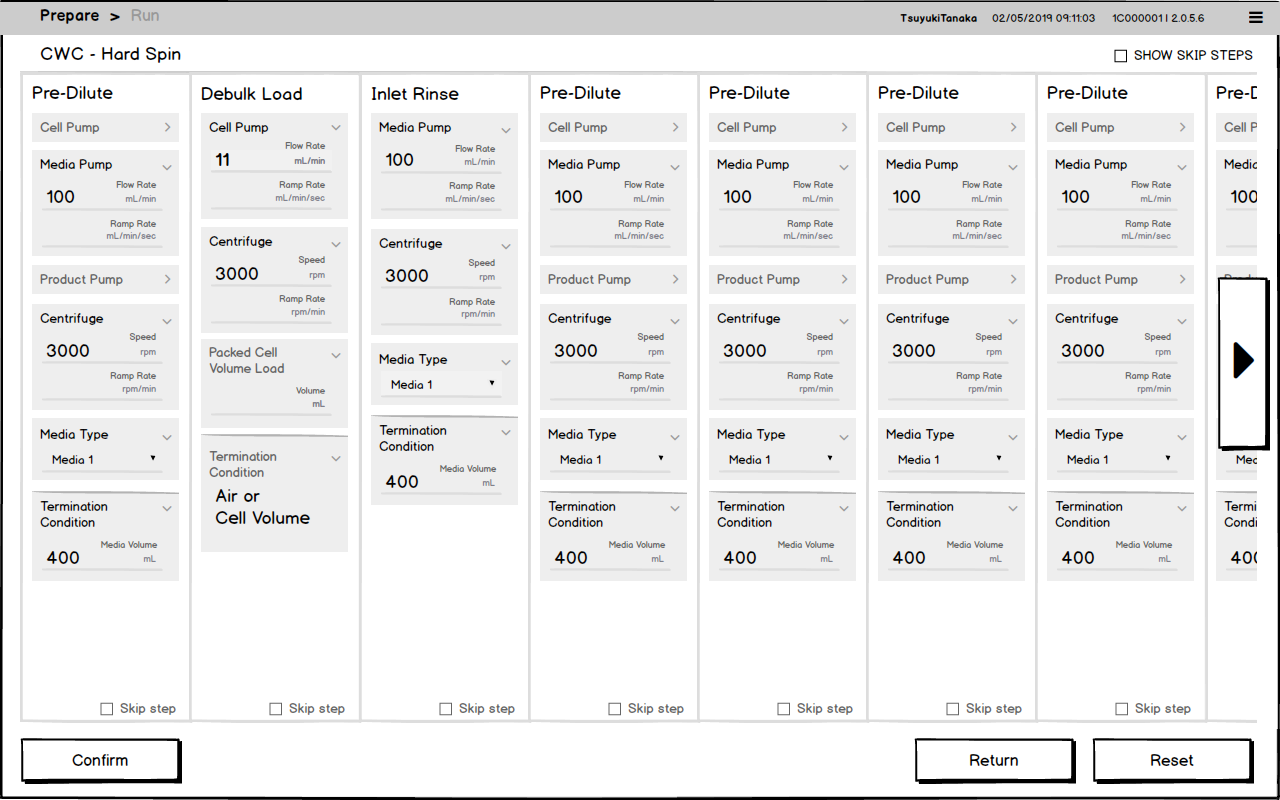 Prepare > Run
TsuyukiTanaka 02/05/2019 09:11:03 1C000001 | 2.0.5.6
CWC - Hard Spin
SHOW SKIP STEPS
Pre-Dilute
Cell Pump
Media Pump
Flow Rate
100 mL/min
Ramp Rate
mL/min/sec
Product Pump
Centrifuge
Speed
3000 rpm
Ramp Rate
rpm/min
Media Type
Media 1
Termination
Condition
Media Volume
400 mL
Skip step
Debulk Load
Cell Pump
Flow Rate
11 mL/min
Ramp Rate
mL/min/sec
Centrifuge
Speed
3000 rpm
Ramp Rate
rpm/min
Packed Cell
Volume Load
Volume
mL
Termination
Condition
Air or
Cell Volume
Skip step
Inlet Rinse
Media Pump
Flow Rate
100 mL/min
Ramp Rate
mL/min/sec
Centrifuge
Speed
3000 rpm
Ramp Rate
rpm/min
Media Type
Media 1
Termination
Condition
Media Volume
400 mL
Skip step
Pre-Dilute
Cell Pump
Media Pump
Flow Rate
100 mL/min
Ramp Rate
mL/min/sec
Product Pump
Centrifuge
Speed
3000 rpm
Ramp Rate
rpm/min
Media Type
Media 1
Termination
Condition
Media Volume
400 mL
Skip step
Pre-Dilute
Cell Pump
Media Pump
Flow Rate
100 mL/min
Ramp Rate
mL/min/sec
Product Pump
Centrifuge
Speed
3000 rpm
Ramp Rate
rpm/min
Media Type
Media 1
Termination
Condition
Media Volume
400 mL
Skip step
Pre-Dilute
Cell Pump
Media Pump
Flow Rate
100 mL/min
Ramp Rate
mL/min/sec
Product Pump
Centrifuge
Speed
3000 rpm
Ramp Rate
rpm/min
Media Type
Media 1
Termination
Condition
Media Volume
400 mL
Skip step
Pre-Dilute
Cell Pump
Media Pump
Flow Rate
100 mL/min
Ramp Rate
mL/min/sec
Product Pump
Centrifuge
Speed
3000 rpm
Ramp Rate
rpm/min
Media Type
Media 1
Termination
Condition
Media Volume
400 mL
Skip step
Pre-D
Cell P
Media
100
Med
Termi
Condi
400
Confirm
Return
Reset